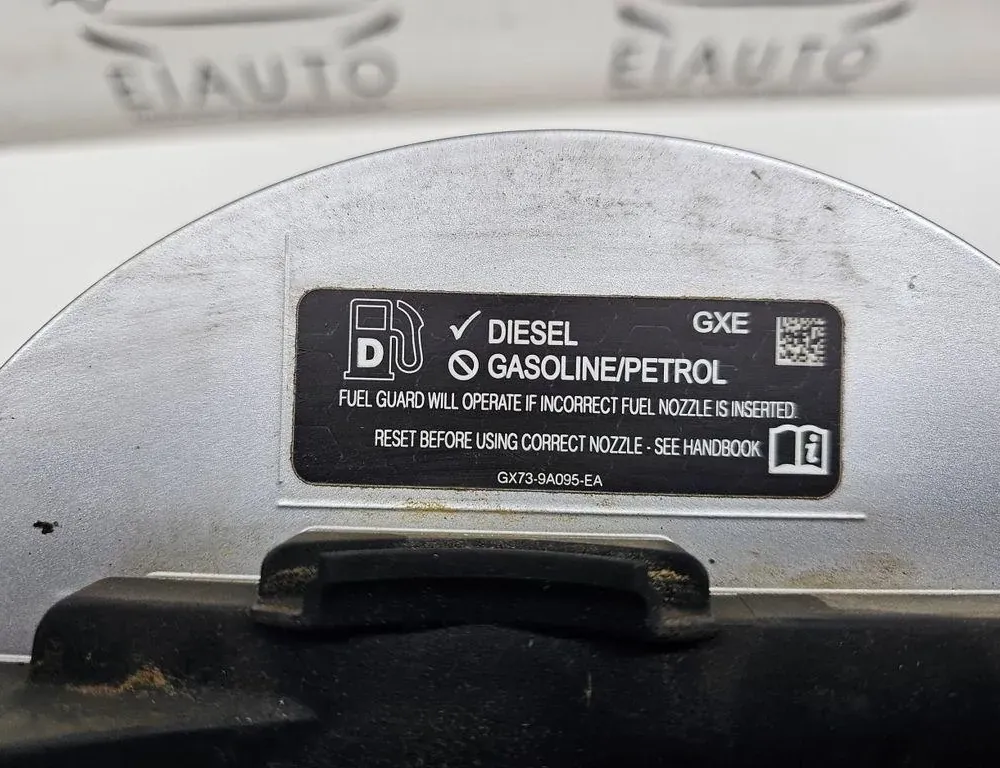 EIAUTO EIAUTO
D
✓ DIESEL
GXE
GASOLINE/PETROL
FUEL GUARD WILL OPERATE IF INCORRECT FUEL NOZZLE IS INSERTED.
RESET BEFORE USING CORRECT NOZZLE - SEE HANDBOOK
i
GX73-9A095-EA